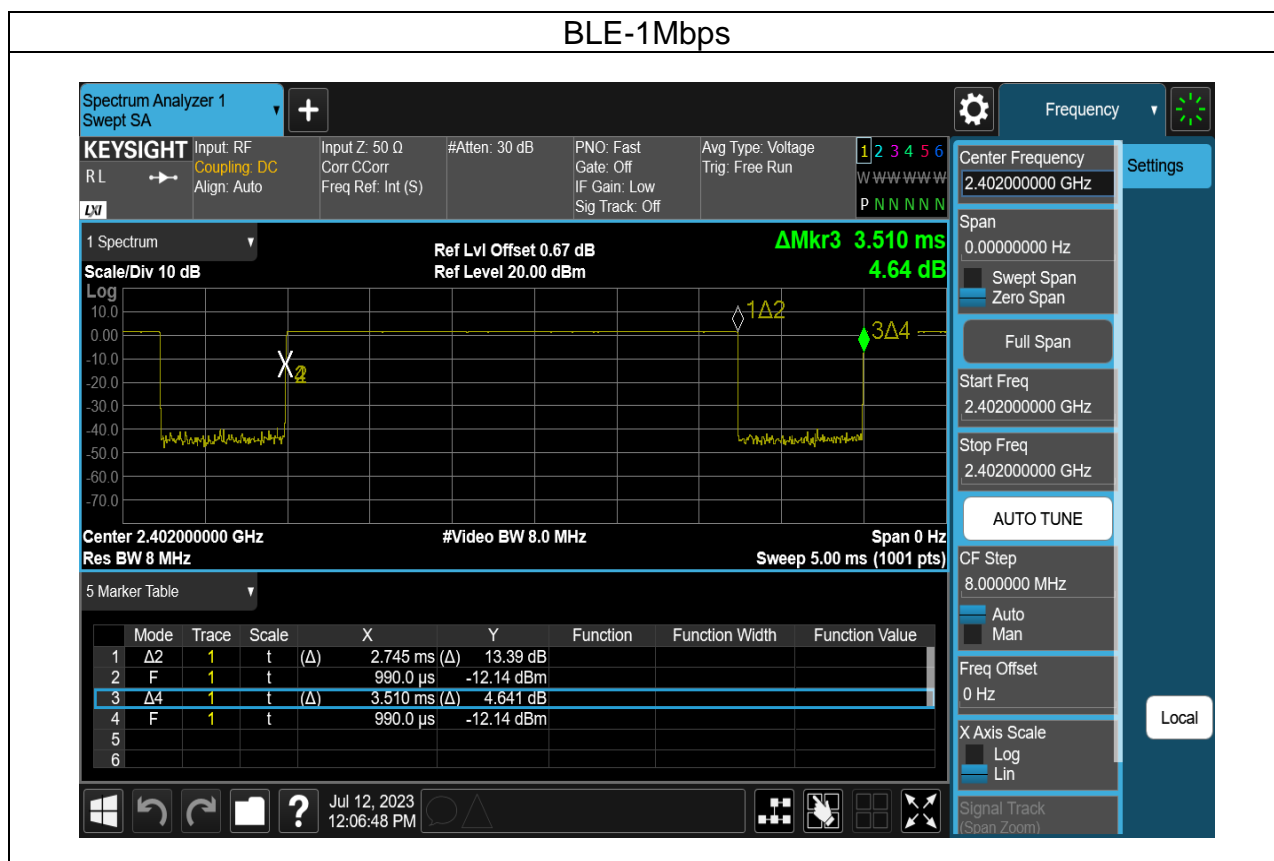 BLE-1Mbps
Spectrum Analyzer 1
Swept SA
Frequency
KEYSIGHT
R L
LXI
Input: RF
Coupling: DC
Align: Auto
Input Z: 50 Ω
Corr CCorr
Freq Ref: Int (S)
#Atten: 30 dB
PNO: Fast
Gate: Off
IF Gain: Low
Sig Track: Off
Avg Type: Voltage
Trig: Free Run
1 2 3 4 5 6
W W W W W W
P N N N N N
Center Frequency
2.402000000 GHz
Settings
Span
0.00000000 Hz
Swept Span
Zero Span
Full Span
Start Freq
2.402000000 GHz
Stop Freq
2.402000000 GHz
AUTO TUNE
CF Step
8.000000 MHz
Auto
Man
Freq Offset
0 Hz
X Axis Scale
Log
Lin
Signal Track
(Span Zoom)
Local
1 Spectrum
Scale/Div 10 dB
Ref Lvl Offset 0.67 dB
Ref Level 20.00 dBm
ΔMkr3 3.510 ms
4.64 dB
Log
10.0
0.00
-10.0
-20.0
-30.0
-40.0
-50.0
-60.0
-70.0
1Δ2
3Δ4
Center 2.402000000 GHz
#Video BW 8.0 MHz
Span 0 Hz
Res BW 8 MHz
Sweep 5.00 ms (1001 pts)
5 Marker Table
Mode Trace Scale X Y Function Function Width Function Value
1 Δ2 1 t (Δ) 2.745 ms (Δ) 13.39 dB
2 F 1 t 990.0 µs -12.14 dBm
3 Δ4 1 t (Δ) 3.510 ms (Δ) 4.641 dB
4 F 1 t 990.0 µs -12.14 dBm
5
6
Jul 12, 2023
12:06:48 PM